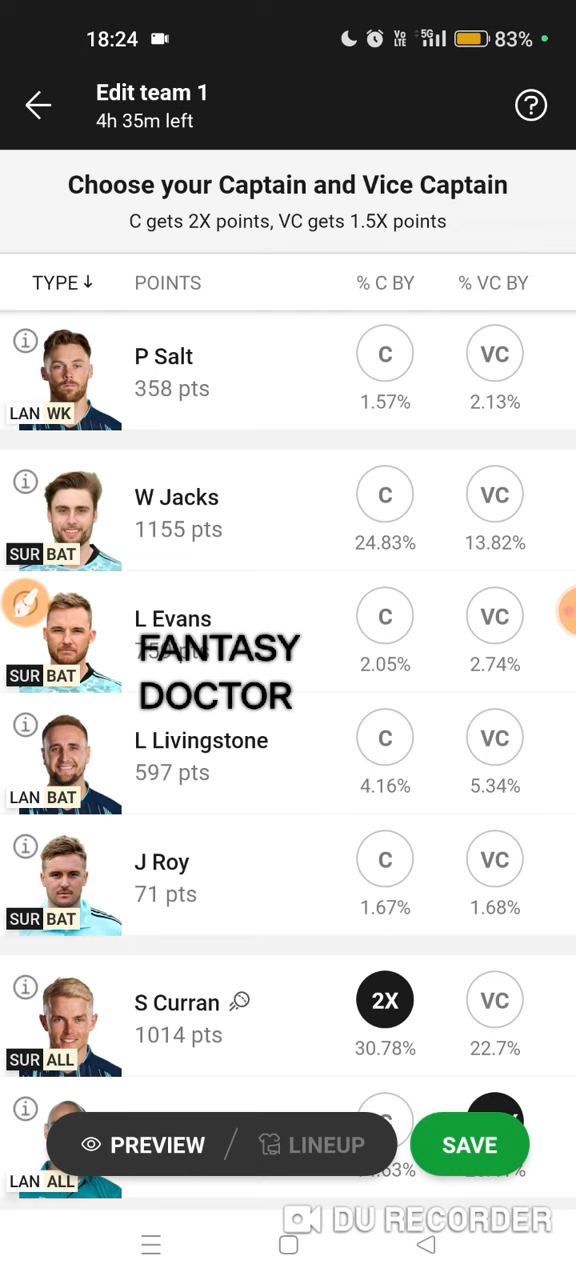 18:24 Vo LTE 5G 83%
Edit team 1
4h 35m left
?
Choose your Captain and Vice Captain
C gets 2X points, VC gets 1.5X points
TYPE↓ POINTS % C BY % VC BY
P Salt
358 pts
C VC
1.57% 2.13%
LAN WK
W Jacks
1155 pts
C VC
24.83% 13.82%
SUR BAT
L Evans
C VC
2.05% 2.74%
SUR BAT
FANTASY
DOCTOR
L Livingstone
597 pts
C VC
4.16% 5.34%
LAN BAT
J Roy
71 pts
C VC
1.67% 1.68%
SUR BAT
S Curran
1014 pts
2X VC
30.78% 22.7%
SUR ALL
C
PREVIEW / LINEUP SAVE
LAN ALL
DU RECORDER